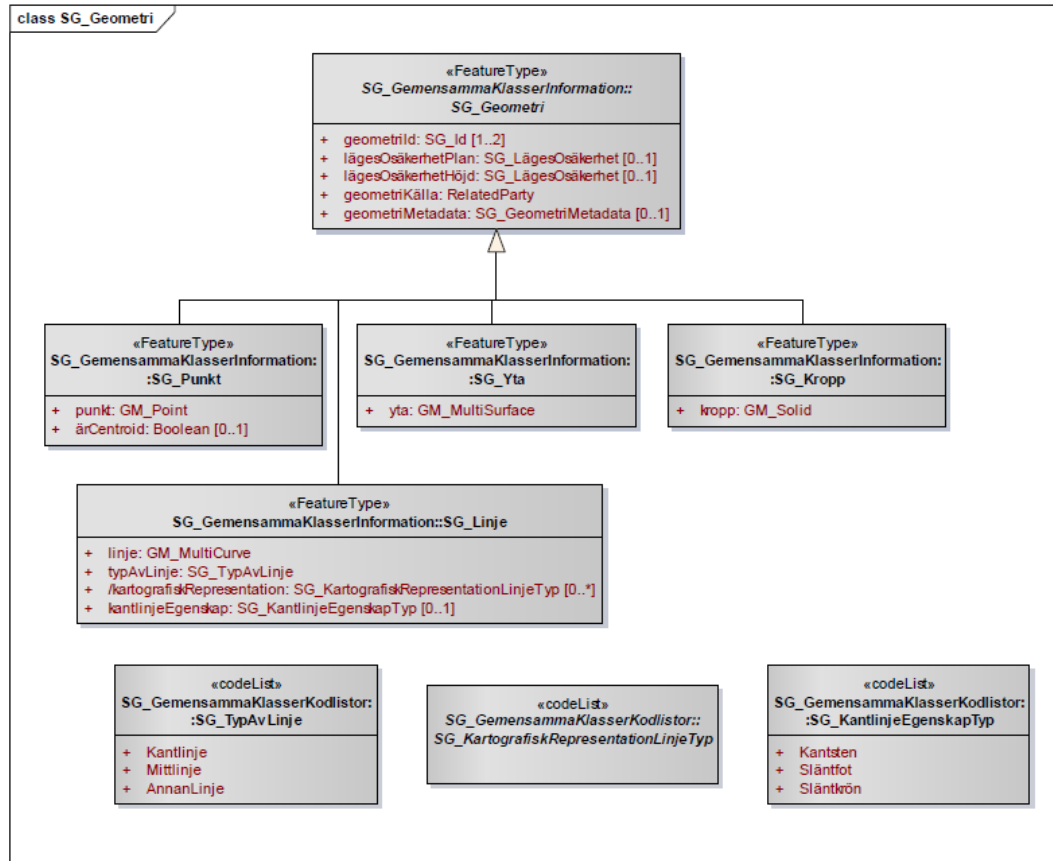 class SG_Geometri
«FeatureType»
SG_GemensammaKlasserInformation::
SG_Geometri
+ geometriId: SG_Id [1..2]
+ lägesOsäkerhetPlan: SG_LägesOsäkerhet [0..1]
+ lägesOsäkerhetHöjd: SG_LägesOsäkerhet [0..1]
+ geometriKälla: RelatedParty
+ geometriMetadata: SG_GeometriMetadata [0..1]
«FeatureType»
SG_GemensammaKlasserInformation:
:SG_Punkt
+ punkt: GM_Point
+ ärCentroid: Boolean [0..1]
«FeatureType»
SG_GemensammaKlasserInformation:
:SG_Yta
+ yta: GM_MultiSurface
«FeatureType»
SG_GemensammaKlasserInformation:
:SG_Kropp
+ kropp: GM_Solid
«FeatureType»
SG_GemensammaKlasserInformation::SG_Linje
+ linje: GM_MultiCurve
+ typAvLinje: SG_TypAvLinje
+ /kartografiskRepresentation: SG_KartografiskRepresentationLinjeTyp [0..*]
+ kantlinjeEgenskap: SG_KantlinjeEgenskapTyp [0..1]
«codeList»
SG_GemensammaKlasserKodlistor:
:SG_TypAvLinje
+ Kantlinje
+ Mittlinje
+ AnnanLinje
«codeList»
SG_GemensammaKlasserKodlistor::
SG_KartografiskRepresentationLinjeTyp
«codeList»
SG_GemensammaKlasserKodlistor:
:SG_KantlinjeEgenskapTyp
+ Kantsten
+ Släntfot
+ Släntkrön